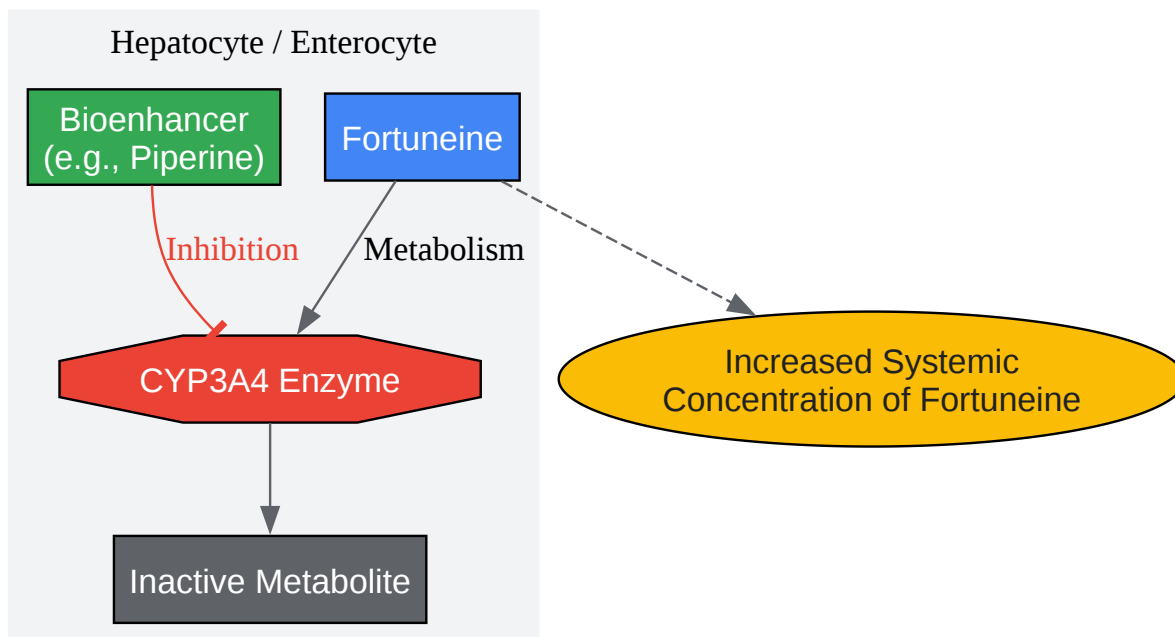 Hepatocyte / Enterocyte
Bioenhancer
(e.g., Piperine)
Fortuneine
Inhibition
Metabolism
CYP3A4 Enzyme
Increased Systemic
Concentration of Fortuneine
Inactive Metabolite